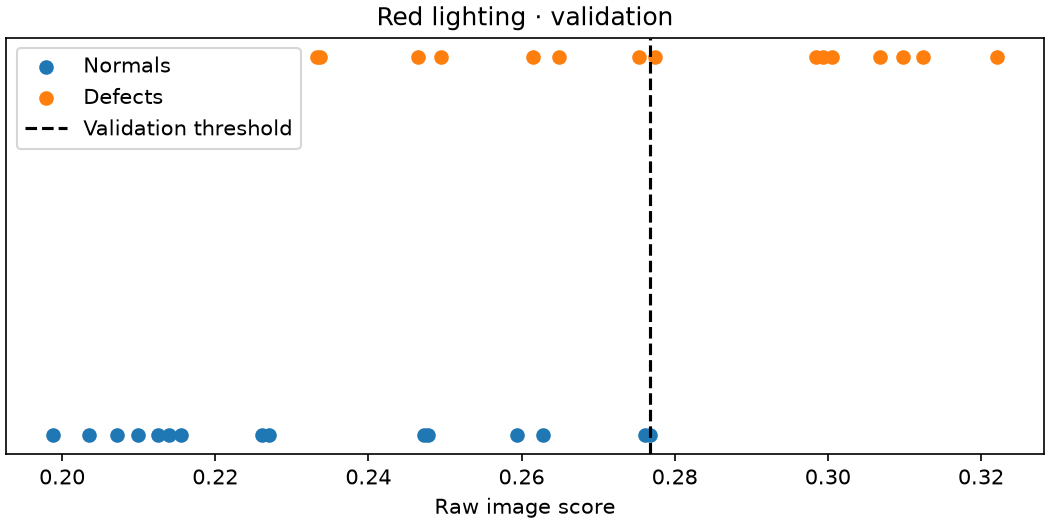 Red lighting · validation
Normals
Defects
Validation threshold
0.20 0.22 0.24 0.26 0.28 0.30 0.32
Raw image score